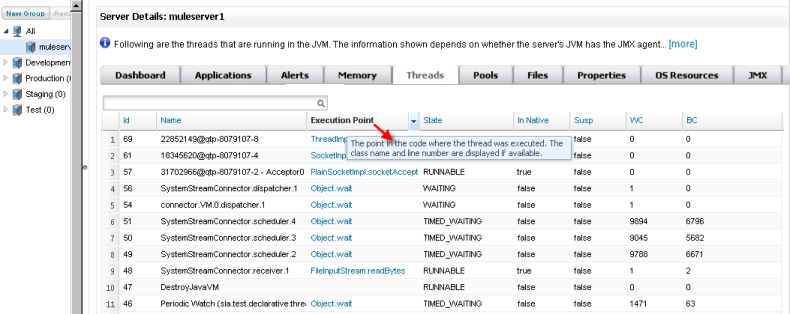 New Group Rena
All
muleserv
Development
Production (
Staging (0)
Test (0)
Server Details: muleserver1
Following are the threads that are running in the JVM. The information shown depends on whether the server's JVM has the JMX agent... [more]
Dashboard Applications Alerts Memory Threads Pools Files Properties OS Resources JMX
Id Name Execution Point State In Native Susp WC BC
1 69 22852149@qtp-8079107-8 ThreadImp false 0 0
The point in the code where the thread was executed. The
class name and line number are displayed if available.
2 61 18345620@qtp-8079107-4 SocketInp false 0 0
3 57 31702966@qtp-8079107-2 - Acceptor0 PlainSocketImpl.socketAccept RUNNABLE true false 0 0
4 56 SystemStreamConnector.dispatcher.1 Object.wait WAITING false false 1 0
5 54 connector.VM.0.dispatcher.1 Object.wait WAITING false false 1 0
6 51 SystemStreamConnector.scheduler.4 Object.wait TIMED_WAITING false false 9894 6796
7 50 SystemStreamConnector.scheduler.3 Object.wait TIMED_WAITING false false 9045 5682
8 49 SystemStreamConnector.scheduler.2 Object.wait TIMED_WAITING false false 9788 6671
9 48 SystemStreamConnector.receiver.1 FileInputStream.readBytes RUNNABLE true false 1 2
10 47 DestroyJavaVM RUNNABLE false false 0 0
11 46 Periodic Watch (sla.test.declarative.thre Object.wait TIMED_WAITING false false 1471 63